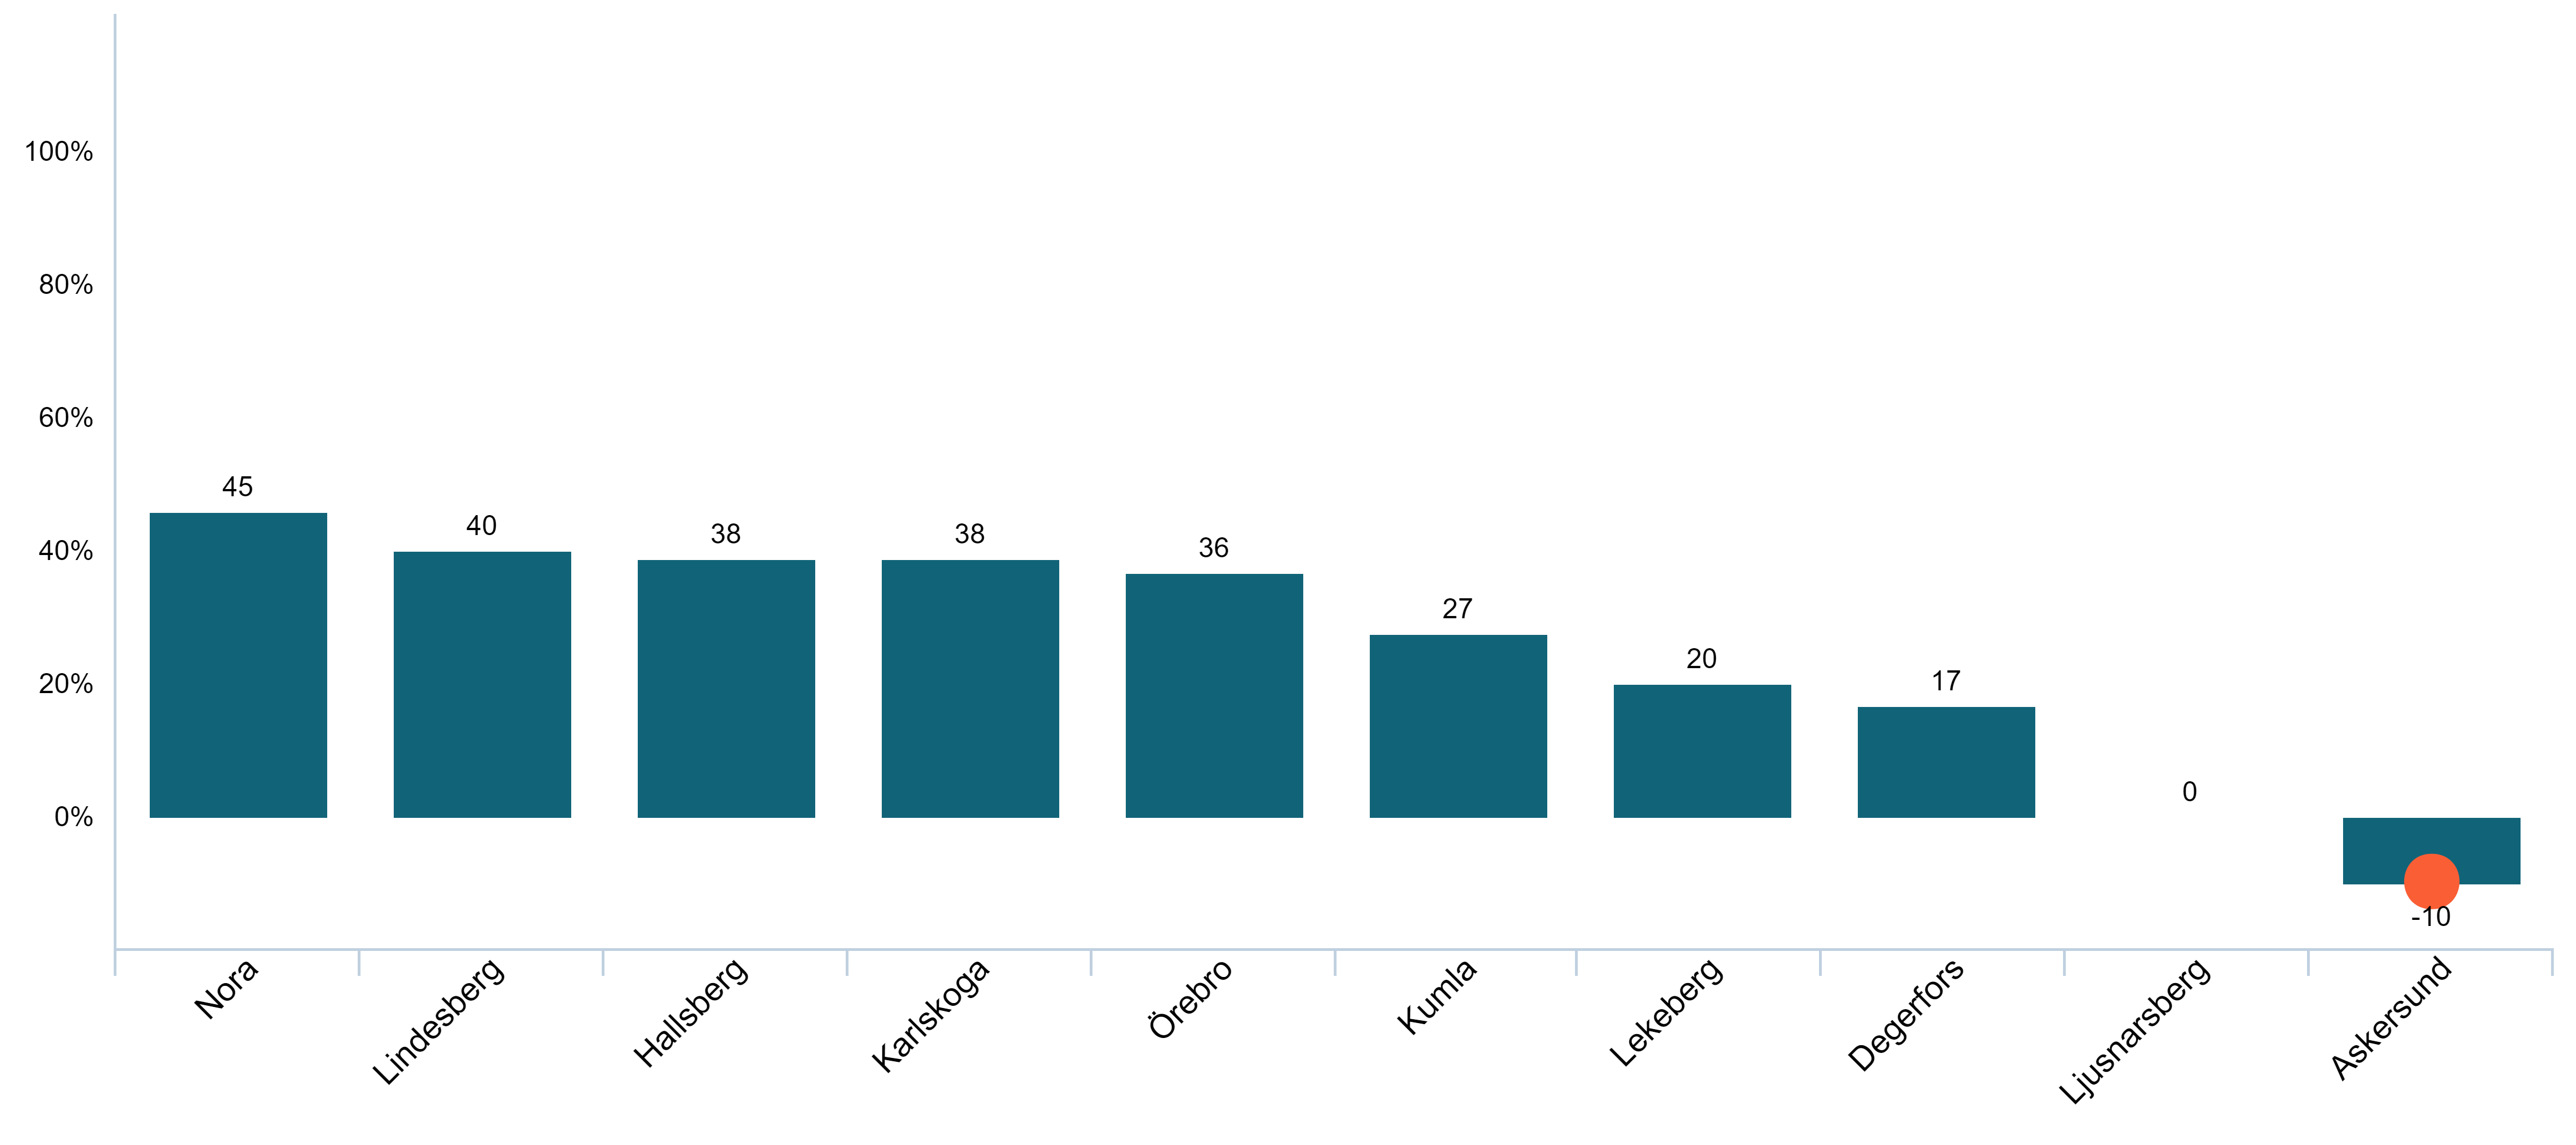 100%
80%
60%
40%
20%
0%
45
40
38
38
36
27
20
17
0
-10
Nora
Lindesberg
Hallsberg
Karlskoga
Örebro
Kumla
Lekeberg
Degerfors
Ljusnarsberg
Askersund